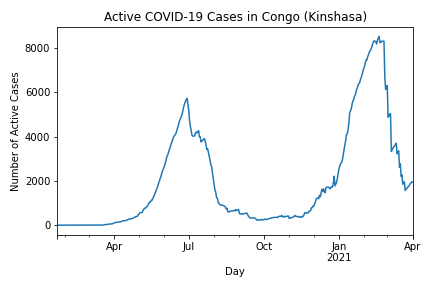 Active COVID-19 Cases in Congo (Kinshasa)
Number of Active Cases
8000
6000
4000
2000
0
Apr Jul Oct Jan Apr
2021
Day